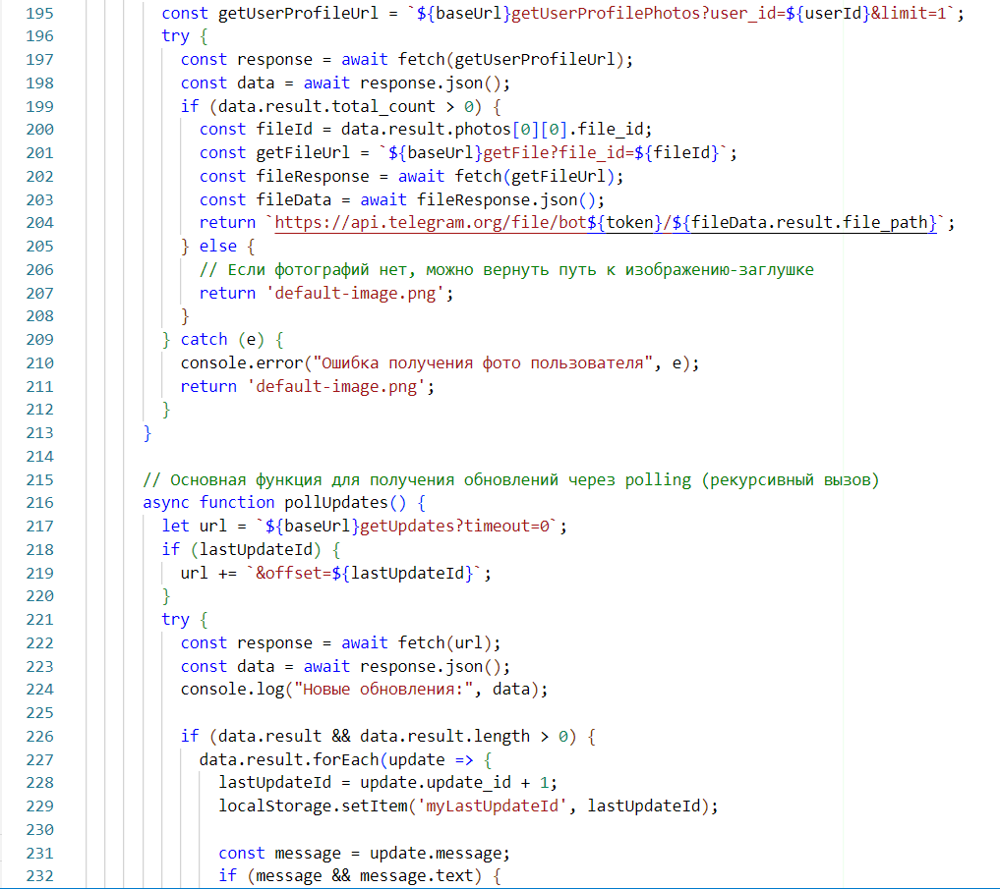 195 const getUserProfileUrl = `${baseUrl}getUserProfilePhotos?user_id=${userId}&limit=1`;
196 try {
197 const response = await fetch(getUserProfileUrl);
198 const data = await response.json();
199 if (data.result.total_count > 0) {
200 const fileId = data.result.photos[0][0].file_id;
201 const getFileUrl = `${baseUrl}getFile?file_id=${fileId}`;
202 const fileResponse = await fetch(getFileUrl);
203 const fileData = await fileResponse.json();
204 return `https://api.telegram.org/file/bot${token}/${fileData.result.file_path}`;
205 } else {
206 // Если фотографий нет, можно вернуть путь к изображению-заглушке
207 return 'default-image.png';
208 }
209 } catch (e) {
210 console.error("Ошибка получения фото пользователя", e);
211 return 'default-image.png';
212 }
213 }
214
215 // Основная функция для получения обновлений через polling (рекурсивный вызов)
216 async function pollUpdates() {
217 let url = `${baseUrl}getUpdates?timeout=0`;
218 if (lastUpdateId) {
219 url += `&offset=${lastUpdateId}`;
220 }
221 try {
222 const response = await fetch(url);
223 const data = await response.json();
224 console.log("Новые обновления:", data);
225
226 if (data.result && data.result.length > 0) {
227 data.result.forEach(update => {
228 lastUpdateId = update.update_id + 1;
229 localStorage.setItem('myLastUpdateId', lastUpdateId);
230
231 const message = update.message;
232 if (message && message.text) {